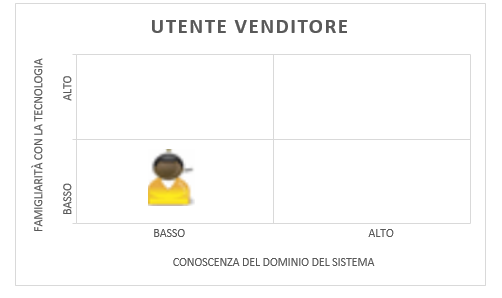 UTENTE VENDITORE
FAMIGLIARITÀ CON LA TECNOLOGIA
ALTO
BASSO
BASSO
ALTO
CONOSCENZA DEL DOMINIO DEL SISTEMA